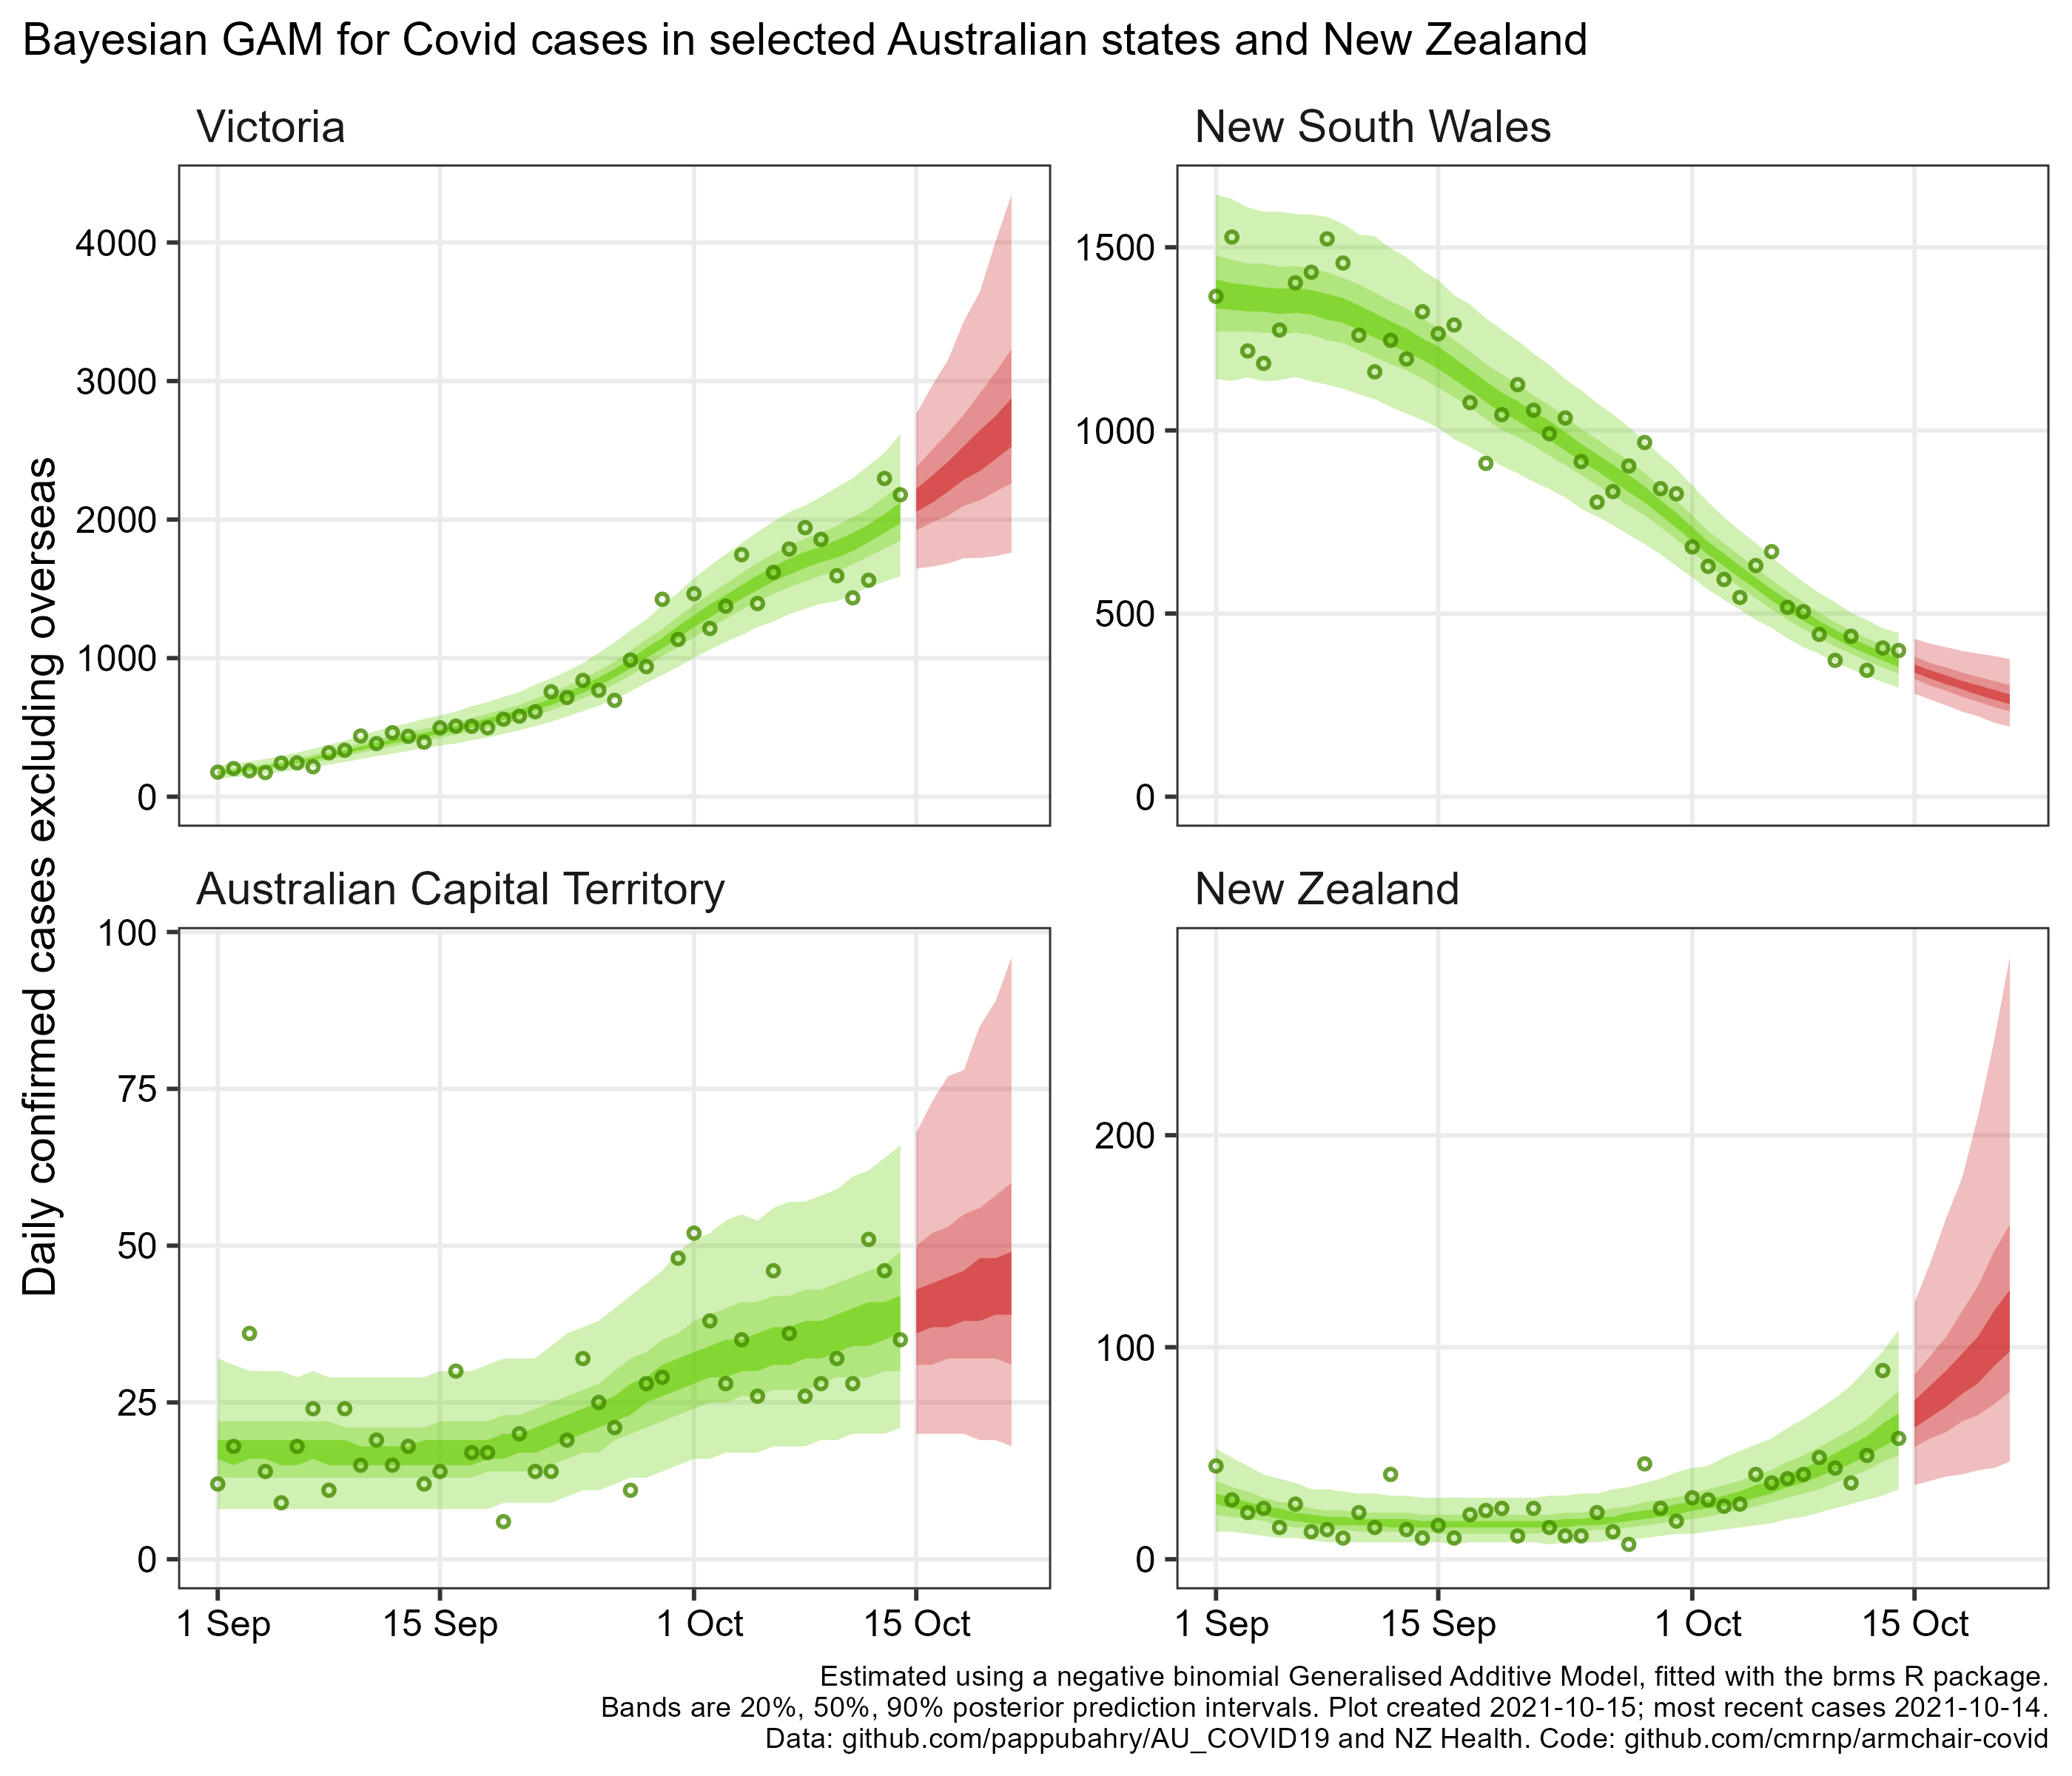 Bayesian GAM for Covid cases in selected Australian states and New Zealand
Daily confirmed cases excluding overseas
Victoria
4000
3000
2000
1000
0
New South Wales
1500
1000
500
0
Australian Capital Territory
100
75
50
25
0
1 Sep
15 Sep
1 Oct
15 Oct
New Zealand
200
100
0
1 Sep
15 Sep
1 Oct
15 Oct
Estimated using a negative binomial Generalised Additive Model, fitted with the brms R package.
Bands are 20%, 50%, 90% posterior prediction intervals. Plot created 2021-10-15; most recent cases 2021-10-14.
Data: github.com/pappubahry/AU_COVID19 and NZ Health. Code: github.com/cmrnp/armchair-covid